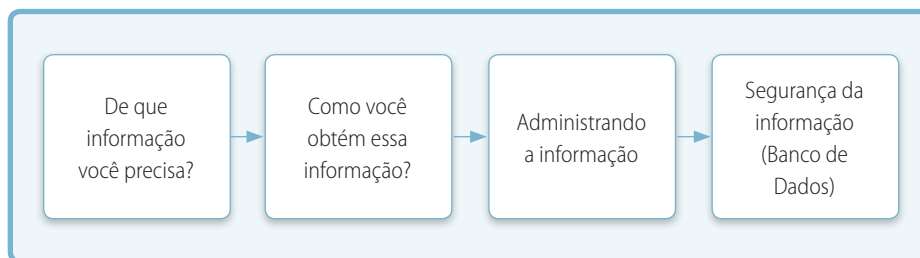 De que
informação
você precisa?
Como você
obtém essa
informação?
Administrando
a informação
Segurança da
informação
(Banco de
Dados)